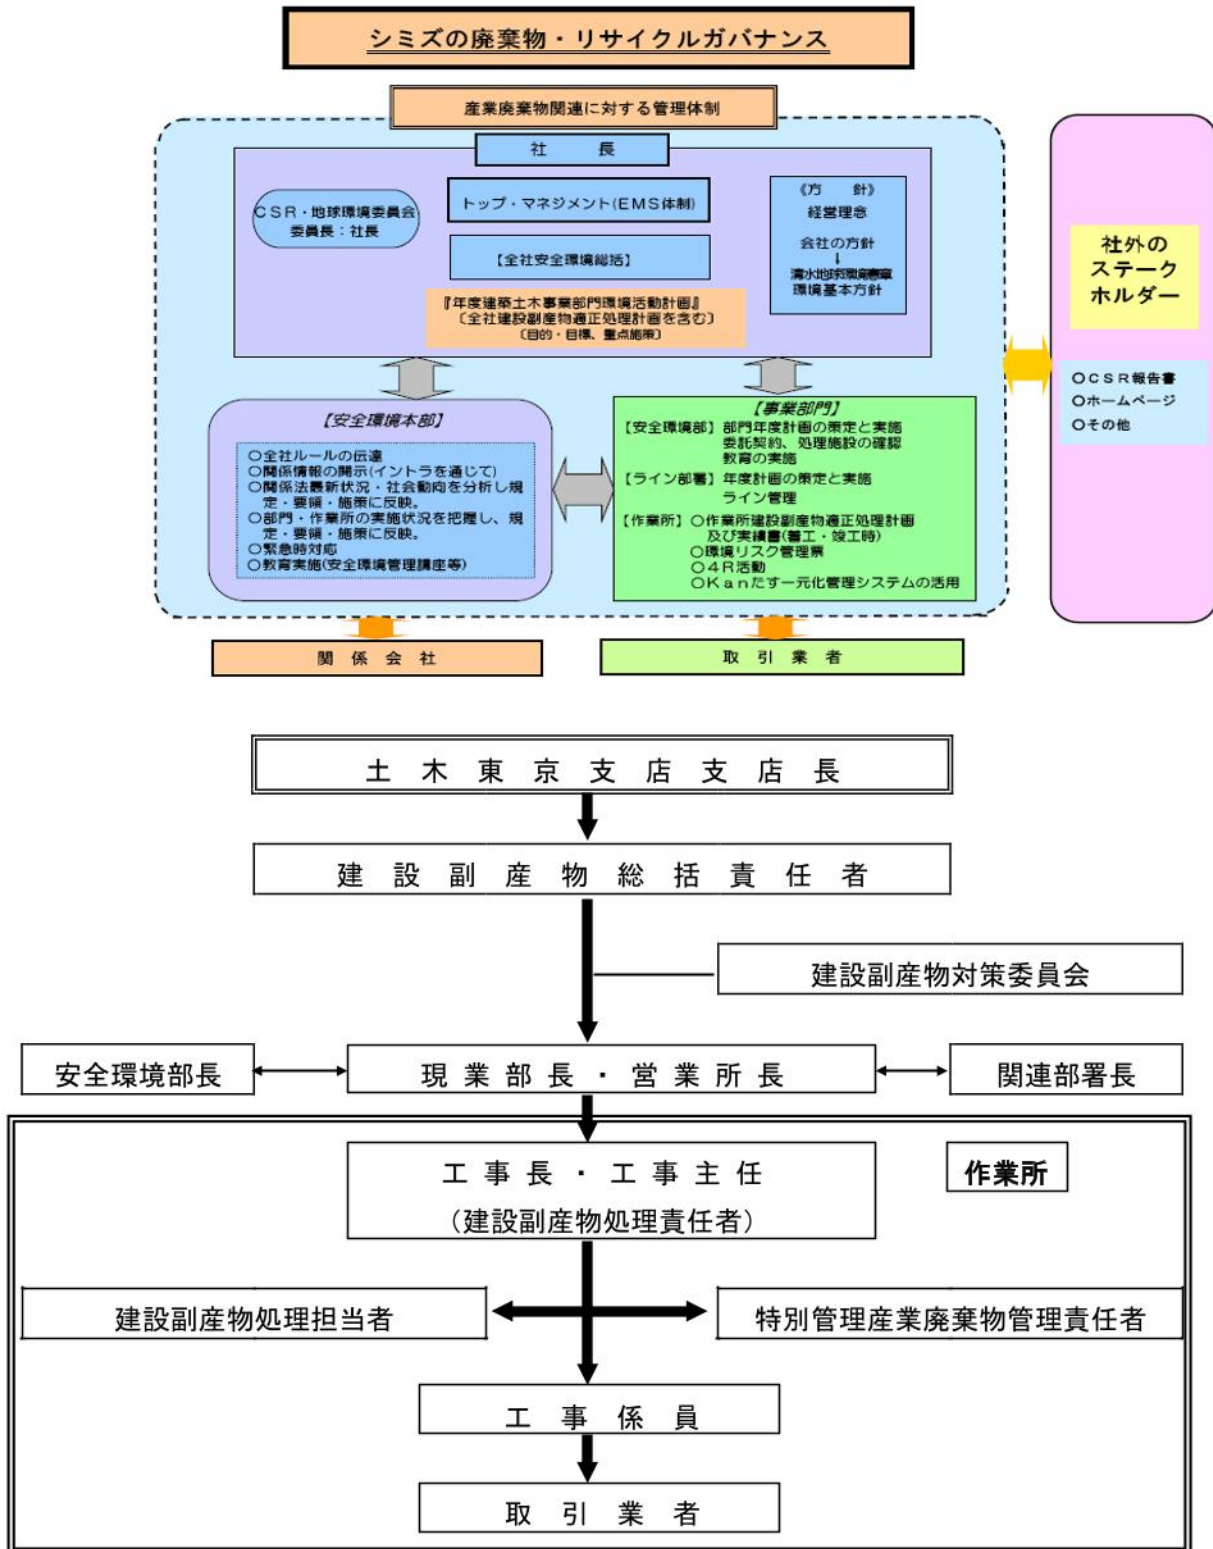 シミズの廃棄物・リサイクルガバナンス
産業廃棄物関連に対する管理体制
社 長
CSR・地球環境委員会
委員長:社長
トップ・マネジメント(EMS体制)
【全社安全環境総括】
『年度建築土木事業部門環境活動計画』
〔全社建設副産物適正処理計画を含む〕
〔目的・目標、重点施策〕
《方 針》
経営理念
会社の方針
↓
清水地球環境憲章
環境基本方針
社外の
ステーク
ホルダー
○CSR報告書
○ホームページ
○その他
【安全環境本部】
○全社ルールの伝達
○関係情報の開示(イントラを通じて)
○関係法最新状況・社会動向を分析し規
定・要領・施策に反映。
○部門・作業所の実施状況を把握し、規
定・要領・施策に反映。
○緊急時対応
○教育実施(安全環境管理講座等)
【事業部門】
【安全環境部】部門年度計画の策定と実施
委託契約、処理施設の確認
教育の実施
【ライン部署】年度計画の策定と実施
ライン管理
【作業所】○作業所建設副産物適正処理計画
及び実績書(着工・竣工時)
○環境リスク管理票
○4R活動
○Kanたす一元化管理システムの活用
関 係 会 社
取 引 業 者
土 木 東 京 支 店 支 店 長
建 設 副 産 物 総 括 責 任 者
建設副産物対策委員会
安全環境部長
現 業 部 長 ・ 営 業 所 長
関連部署長
工 事 長 ・ 工 事 主 任
(建設副産物処理責任者)
作業所
建設副産物処理担当者
特別管理産業廃棄物管理責任者
工 事 係 員
取 引 業 者